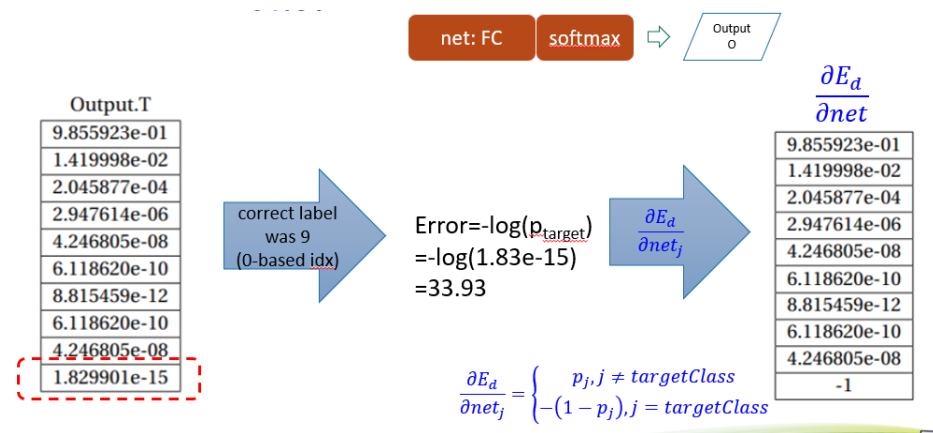 net: FC
softmax
Output
O
Output.T
9.855923e-01
1.419998e-02
2.045877e-04
2.947614e-06
4.246805e-08
6.118620e-10
8.815459e-12
6.118620e-10
4.246805e-08
1.829901e-15
correct label
was 9
(0-based idx)
Error=-log(p_target)
=-log(1.83e-15)
=33.93
∂E_d
∂net_j
∂E_d
∂net
9.855923e-01
1.419998e-02
2.045877e-04
2.947614e-06
4.246805e-08
6.118620e-10
8.815459e-12
6.118620e-10
4.246805e-08
-1
∂E_d/∂net_j = { p_j, j ≠ targetClass
-(1 − p_j), j = targetClass